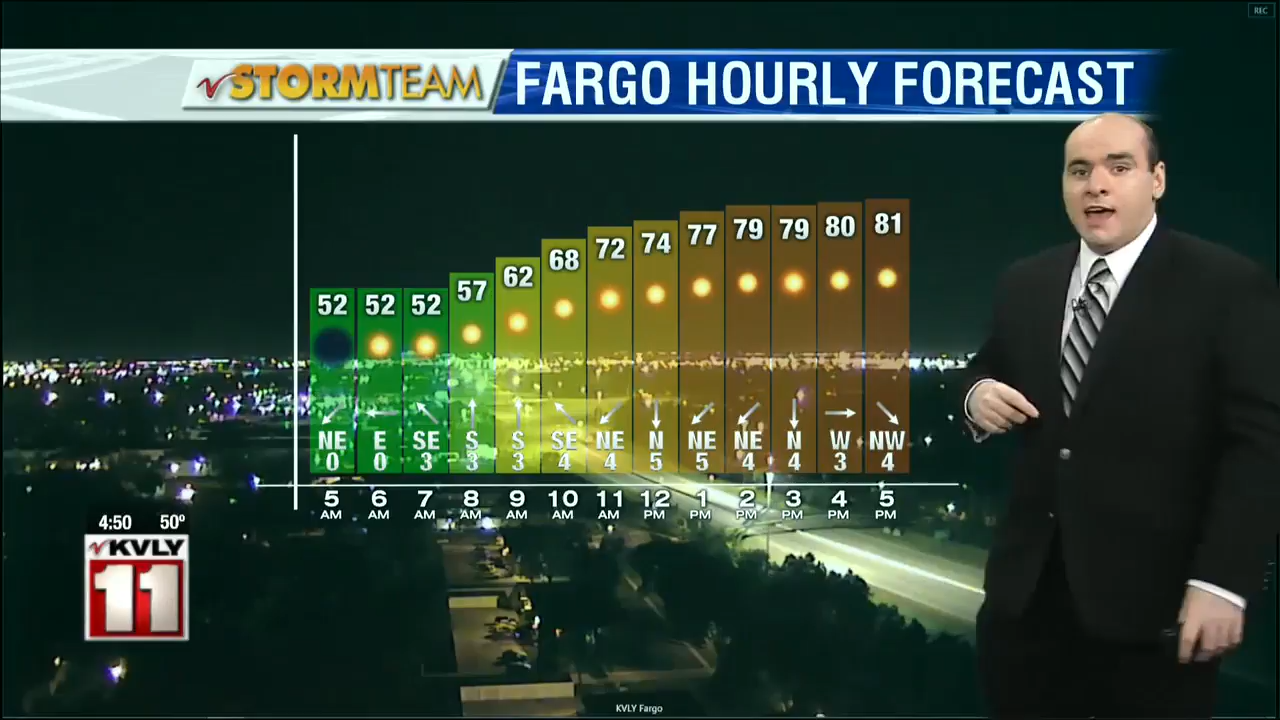 REC
STORMTEAM FARGO HOURLY FORECAST
52 52 52 57 62 68 72 74 77 79 79 80 81
NE E SE S S SE NE N NE NE N W NW
0 0 3 3 3 4 4 5 5 4 4 3 4
5 6 7 8 9 10 11 12 1 2 3 4 5
AM AM AM AM AM AM AM PM PM PM PM PM PM
4:50 50º
KVLY
11
KVLY Fargo